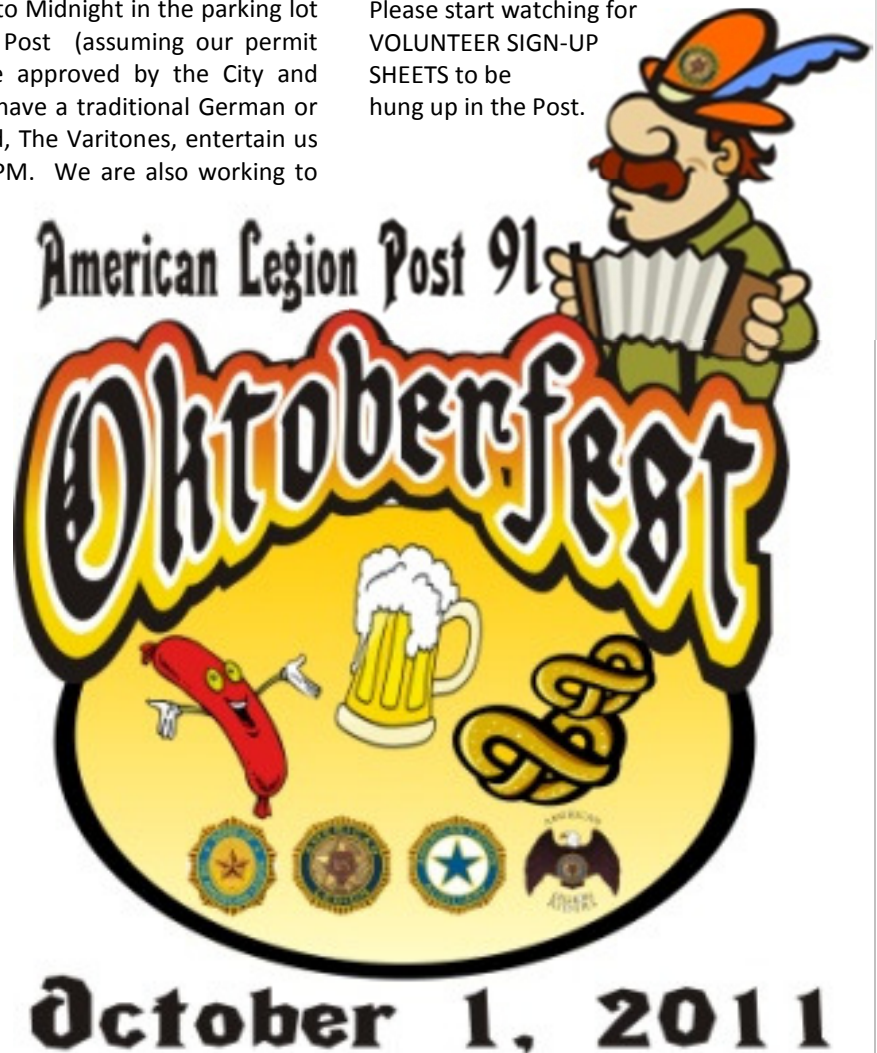 to Midnight in the parking lot
Post (assuming our permit
approved by the City and
have a traditional German or
The Varitones, entertain us
PM. We are also working to
Please start watching for
VOLUNTEER SIGN-UP
SHEETS to be
hung up in the Post.
American Legion Post 91
Oktoberfest
AMERICAN
October 1, 2011